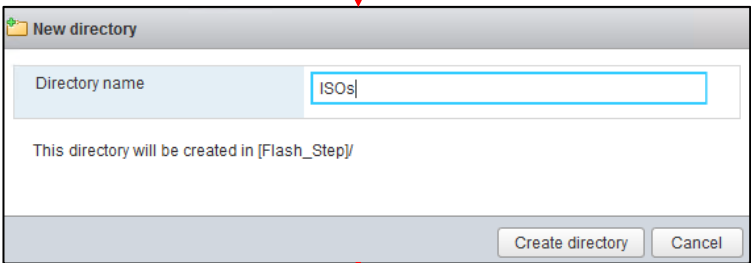 New directory
Directory name
ISOs
This directory will be created in [Flash_Step]/
Create directory
Cancel